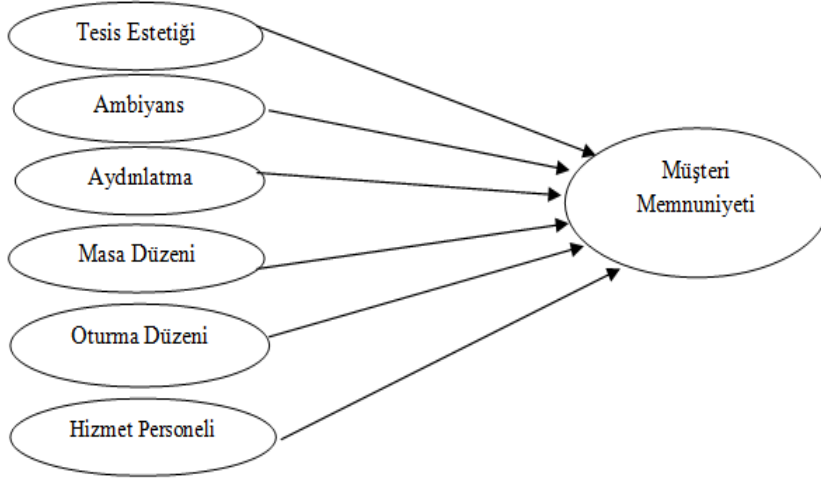 Tesis Estetiği
Ambiyans
Aydınlatma
Masa Düzeni
Oturma Düzeni
Hizmet Personeli
Müşteri
Memnuniyeti